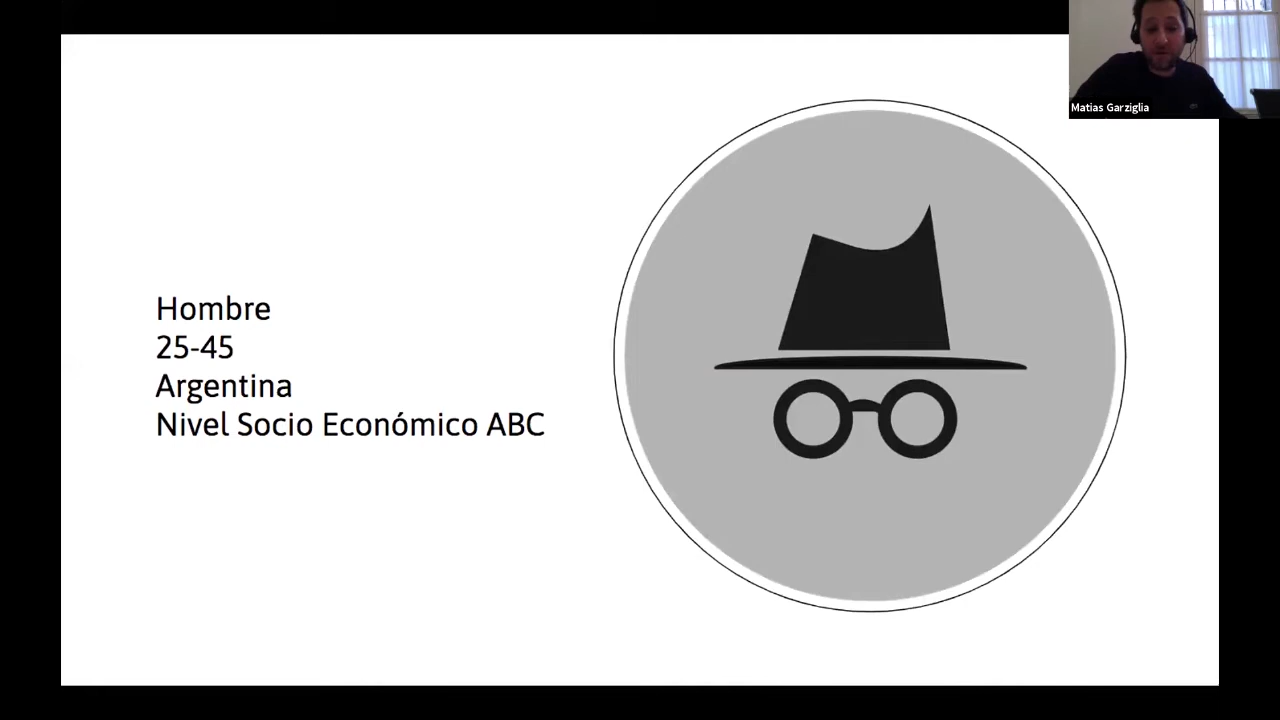 Matias Garziglia
Hombre
25-45
Argentina
Nivel Socio Económico ABC